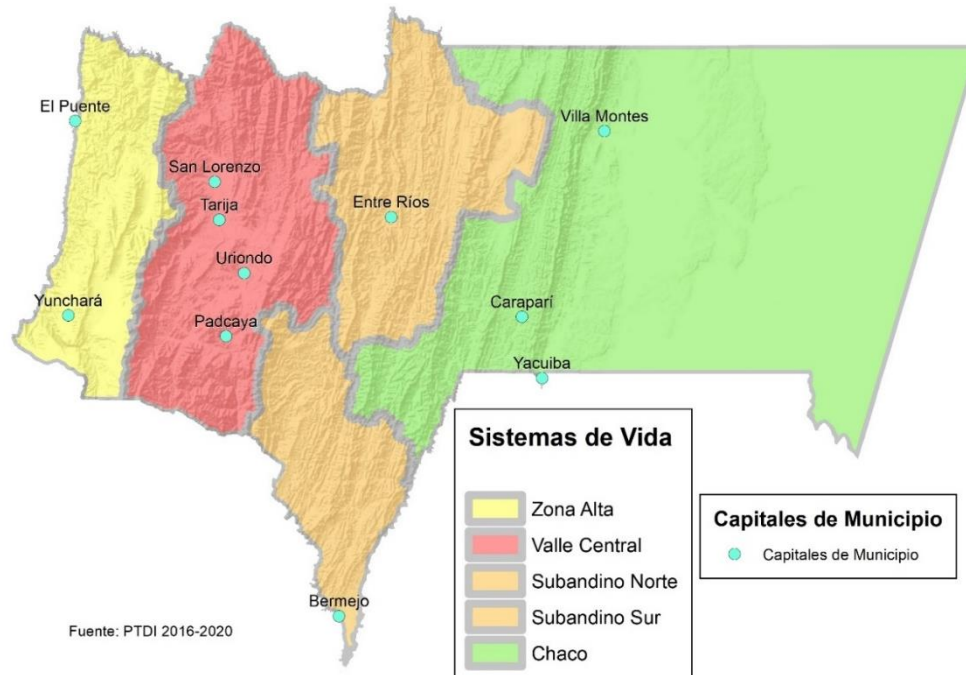 El Puente
Villa Montes
San Lorenzo
Tarija
Entre Ríos
Uriondo
Yunchará
Padcaya
Caraparí
Yacuiba
Bermejo
Fuente: PTDI 2016-2020
Sistemas de Vida
Zona Alta
Valle Central
Subandino Norte
Subandino Sur
Chaco
Capitales de Municipio
Capitales de Municipio